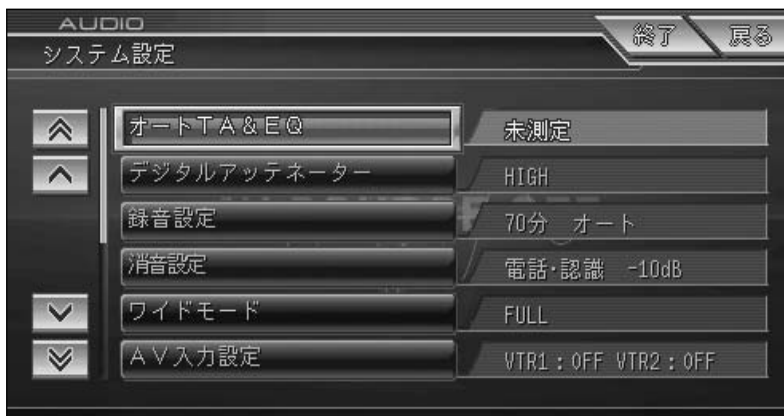 AUDIO
終了 戻る
システム設定
オートTA&EQ 未測定
デジタルアッテネーター HIGH
録音設定 70分 オート
消音設定 電話・認識 -10dB
ワイドモード FULL
AV入力設定 VTR1:OFF VTR2:OFF